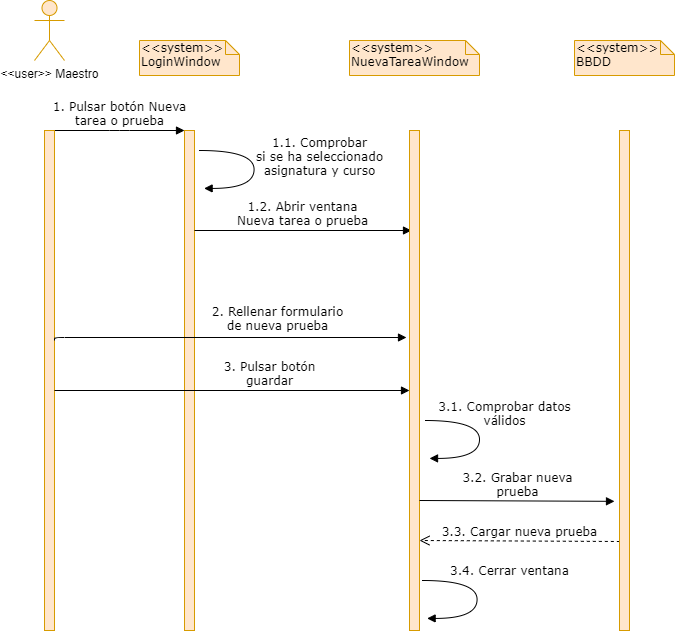 <<user>> Maestro
<<system>>
LoginWindow
<<system>>
NuevaTareaWindow
<<system>>
BBDD
1. Pulsar botón Nueva
tarea o prueba
1.1. Comprobar
si se ha seleccionado
asignatura y curso
1.2. Abrir ventana
Nueva tarea o prueba
2. Rellenar formulario
de nueva prueba
3. Pulsar botón
guardar
3.1. Comprobar datos
válidos
3.2. Grabar nueva
prueba
3.3. Cargar nueva prueba
3.4. Cerrar ventana